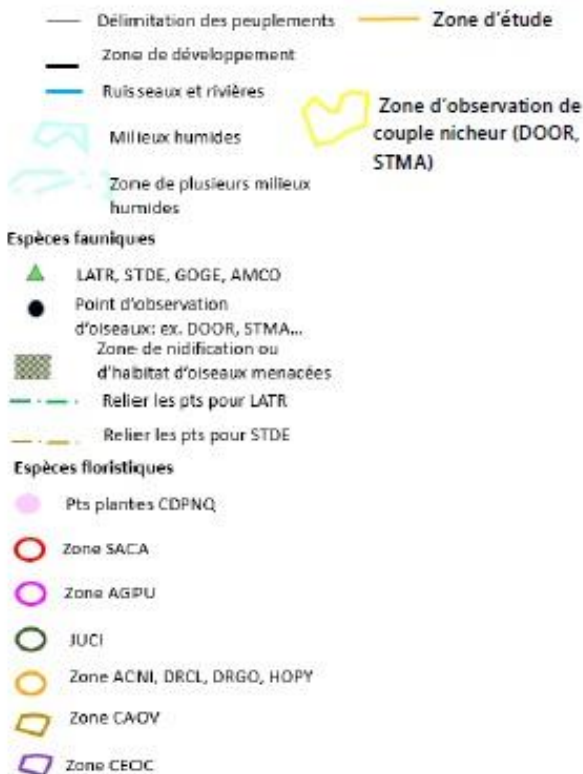 Délimitation des peuplements
Zone d'étude
Zone de développement
Ruisseaux et rivières
Zone d'observation de
couple nicheur (DOOR,
STMA)
Milieux humides
Zone de plusieurs milieux
humides
Espèces fauniques
LATR, STDE, GOGE, AMCO
Point d'observation
d'oiseaux: ex. DOOR, STMA...
Zone de nidification ou
d'habitat d'oiseaux menacées
Relier les pts pour LATR
Relier les pts pour STDE
Espèces floristiques
Pts plantes CDPNQ
Zone SACA
Zone AGPU
JUCI
Zone ACNI, DRCL, DRGO, HOPY
Zone CAOV
Zone CEOC